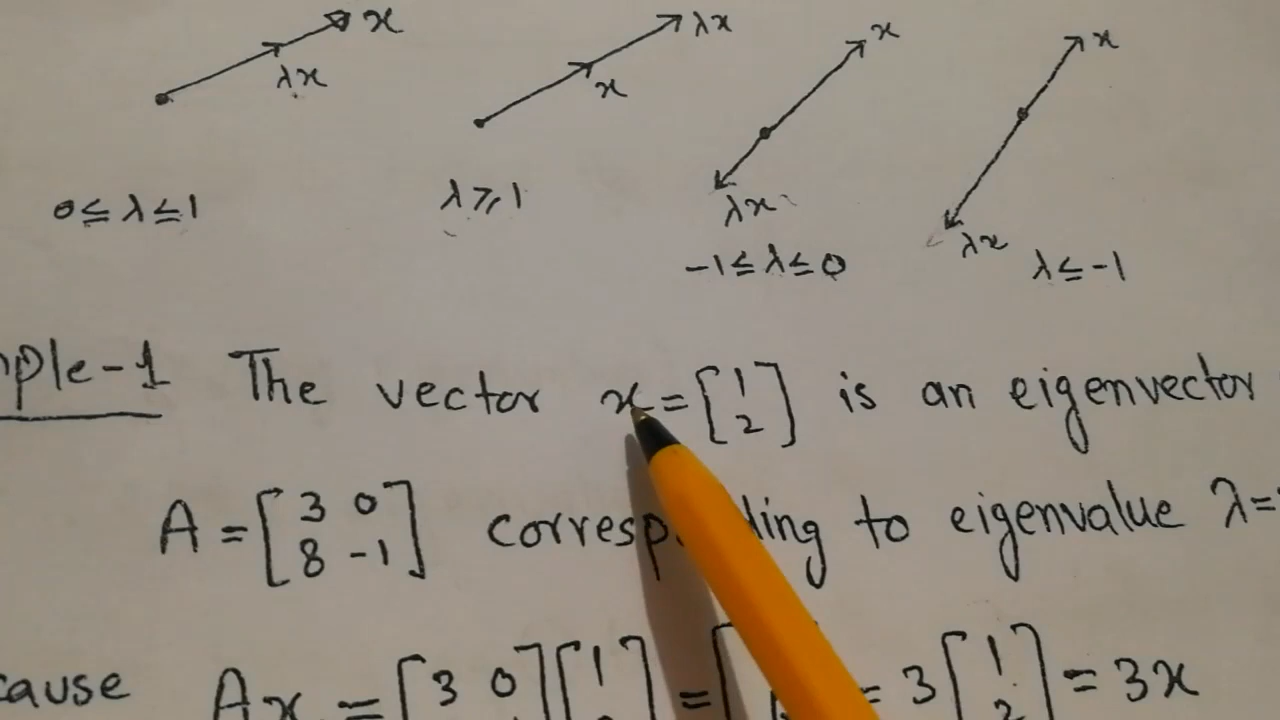 x λx x x
λx x
0 ≤ λ ≤ 1 λ ≥ 1 λx
-1 ≤ λ ≤ 0 λx λ ≤ -1
ple-1 The vector x = [1 2] is an eigenvector
A = [3 0 8 -1] corresp ding to eigenvalue λ =
cause Ax = [3 0 ] [1 ] = [ = 3 [1 2] = 3x